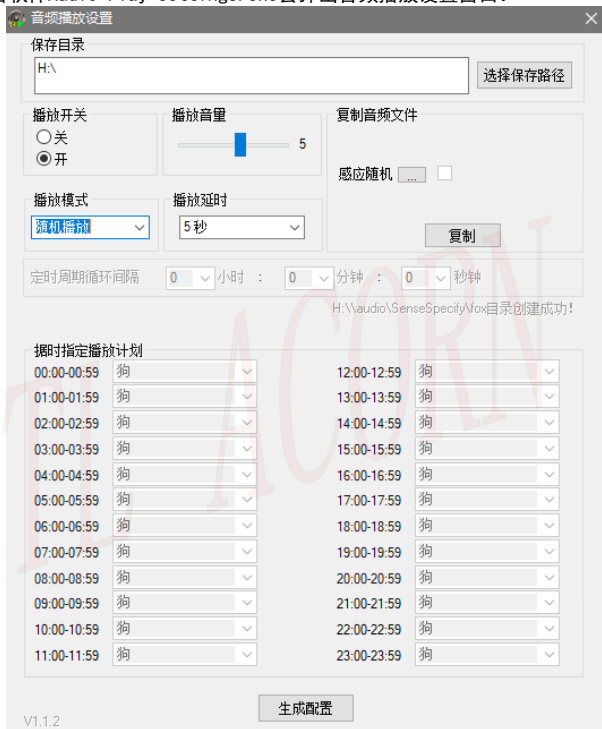 音频播放设置
保存目录
H:\
选择保存路径
播放开关
播放音量
复制音频文件
关
开
5
感应随机 ...
播放模式
播放延时
随机播放
5秒
复制
定时周期循环间隔 0 小时 : 0 分钟 : 0 秒钟
H:\\audio\SenseSpecify\fox目录创建成功!
据时指定播放计划
00:00-00:59 狗 12:00-12:59 狗
01:00-01:59 狗 13:00-13:59 狗
02:00-02:59 狗 14:00-14:59 狗
03:00-03:59 狗 15:00-15:59 狗
04:00-04:59 狗 16:00-16:59 狗
05:00-05:59 狗 17:00-17:59 狗
06:00-06:59 狗 18:00-18:59 狗
07:00-07:59 狗 19:00-19:59 狗
08:00-08:59 狗 20:00-20:59 狗
09:00-09:59 狗 21:00-21:59 狗
10:00-10:59 狗 22:00-22:59 狗
11:00-11:59 狗 23:00-23:59 狗
生成配置
V1.1.2
TL ACORN